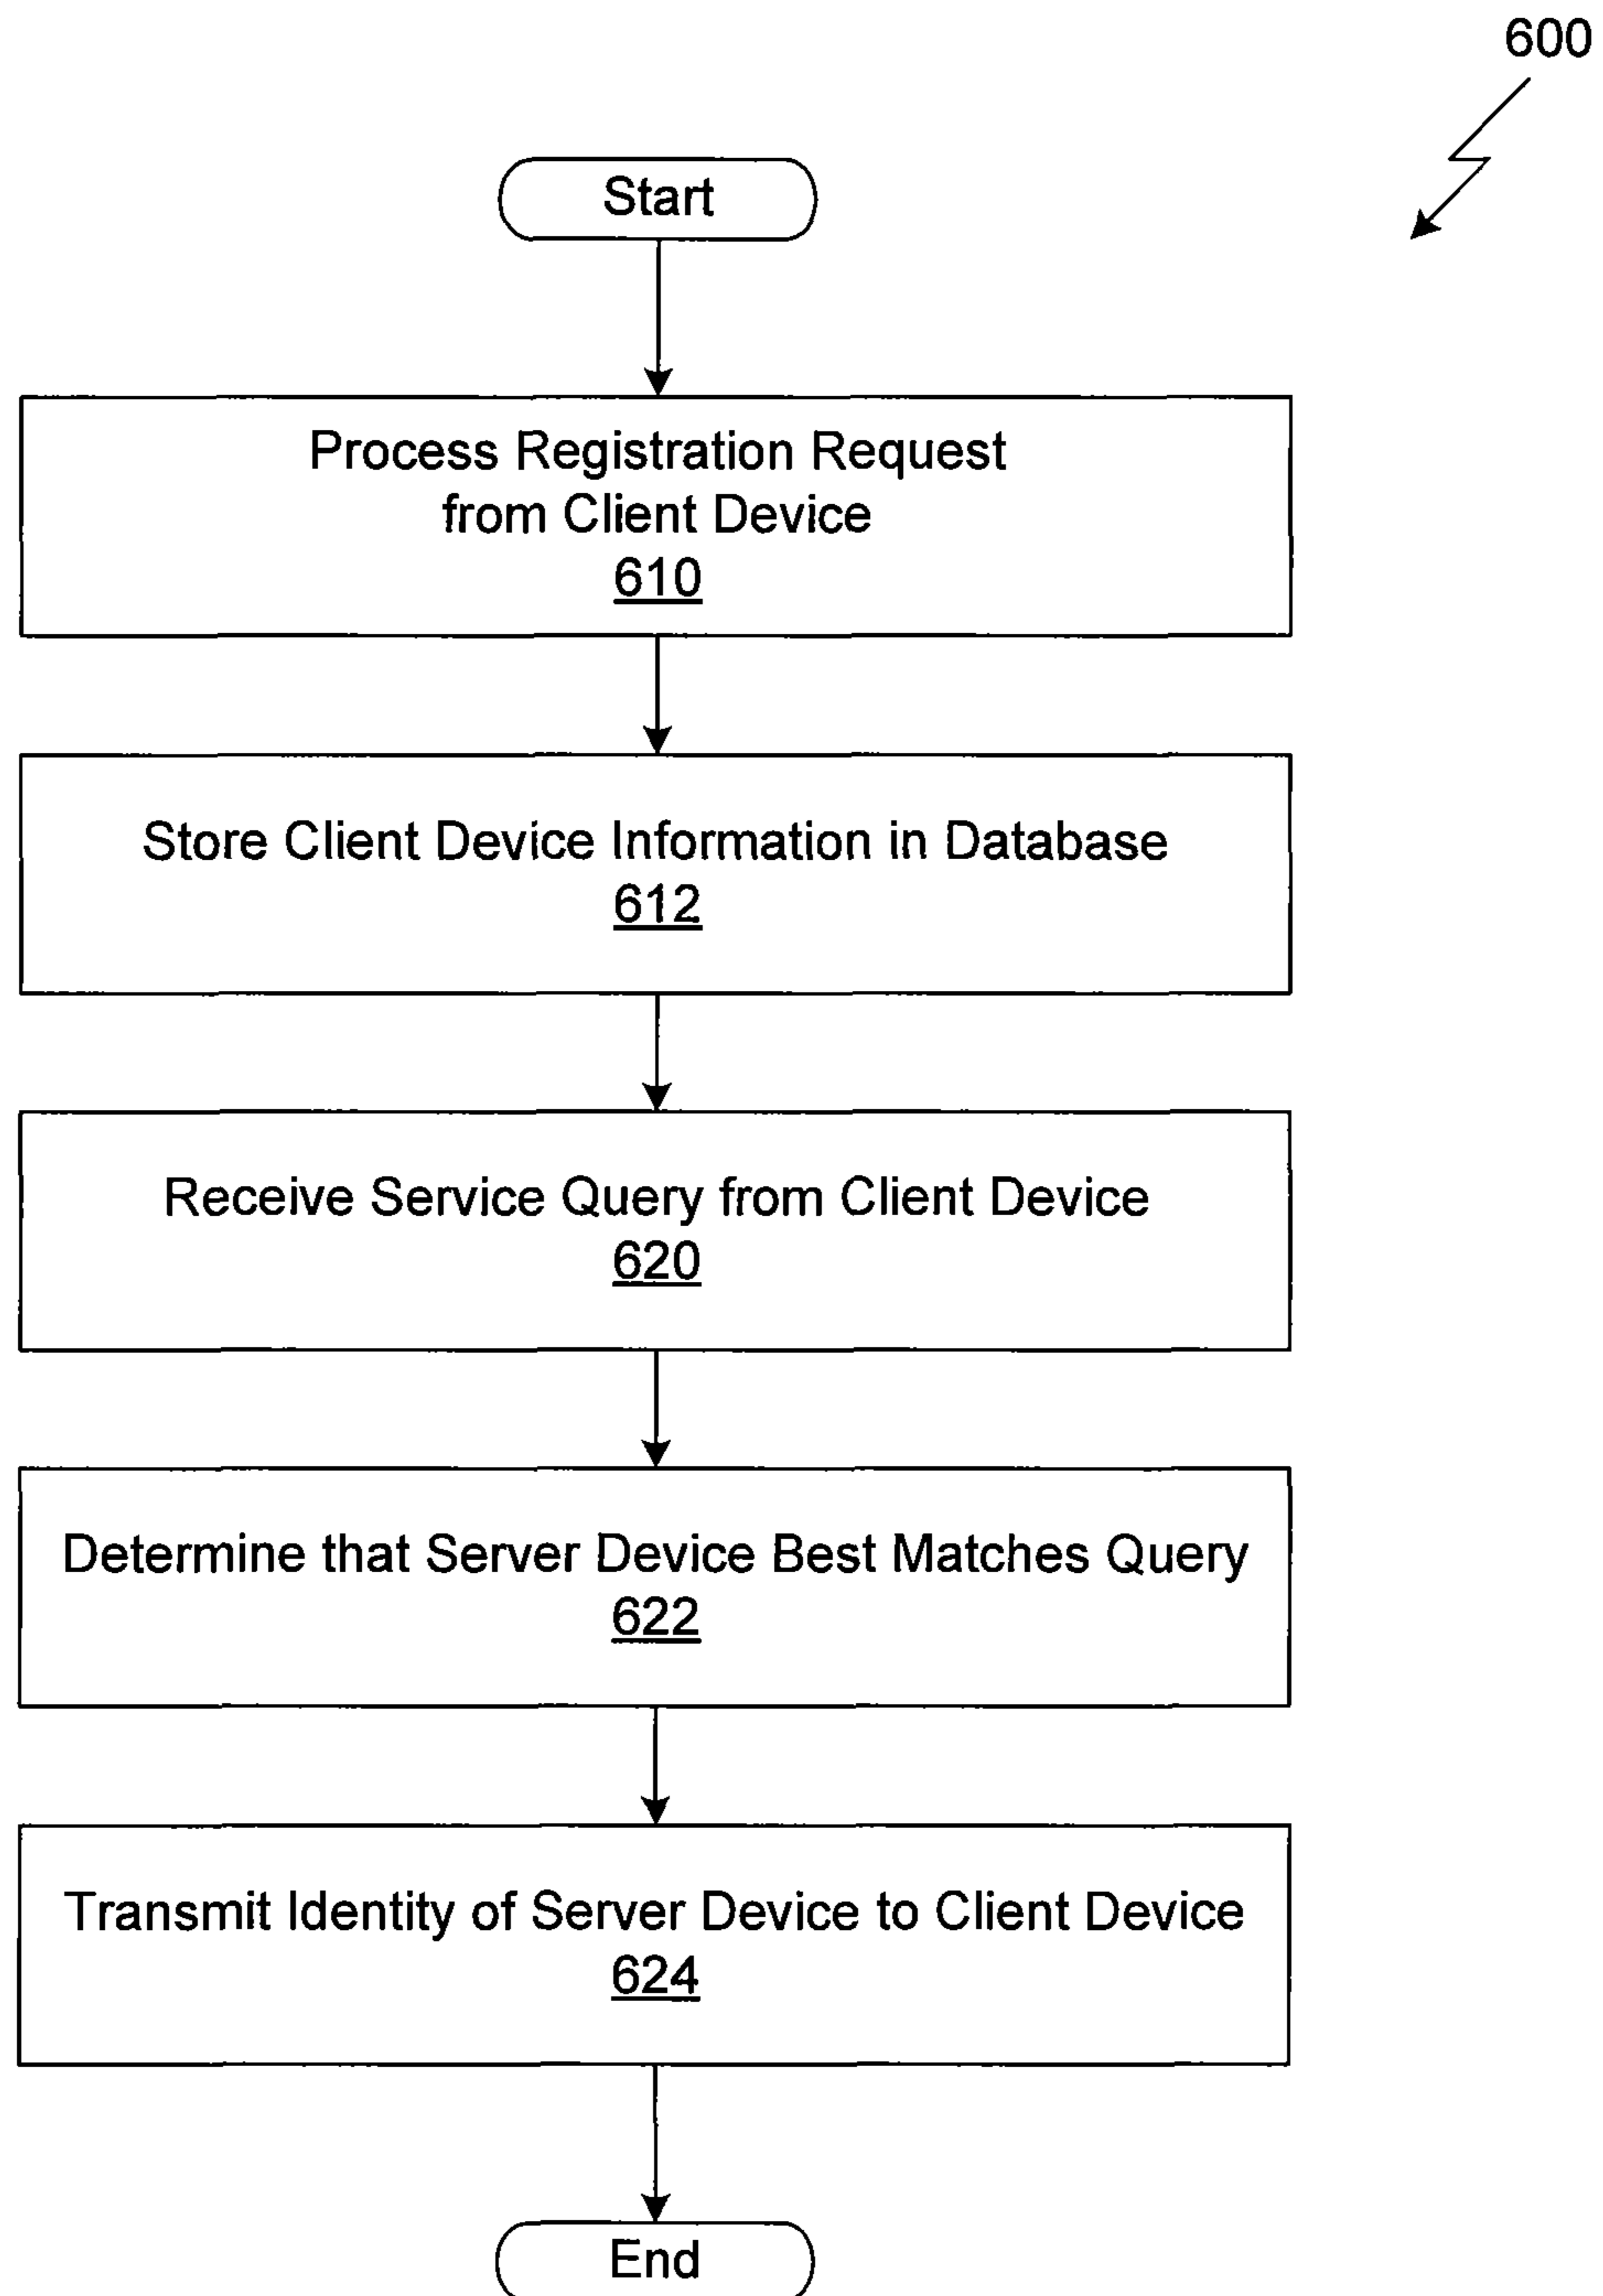 600
Start
Process Registration Request
from Client Device
610
Store Client Device Information in Database
612
Receive Service Query from Client Device
620
Determine that Server Device Best Matches Query
622
Transmit Identity of Server Device to Client Device
624
End